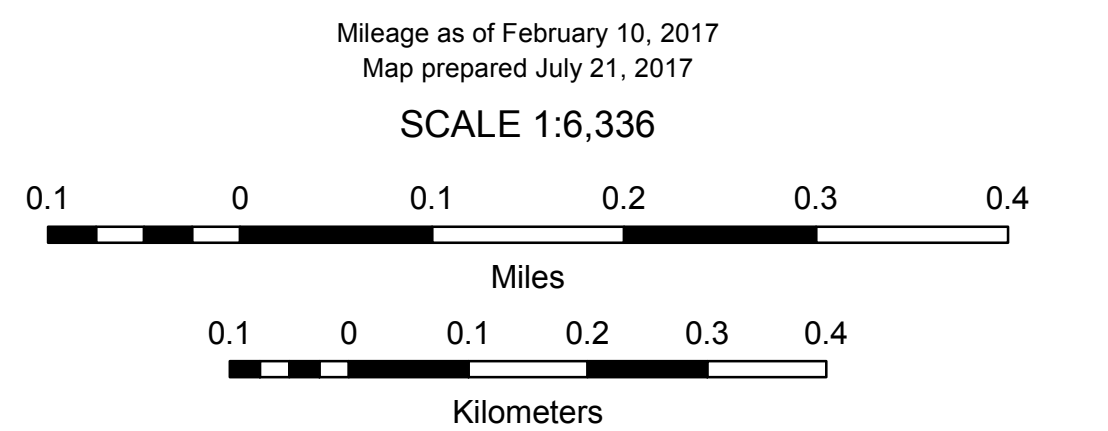 Mileage as of February 10, 2017
Map prepared July 21, 2017
SCALE 1:6,336
0.1 0 0.1 0.2 0.3 0.4
Miles
0.1 0 0.1 0.2 0.3 0.4
Kilometers